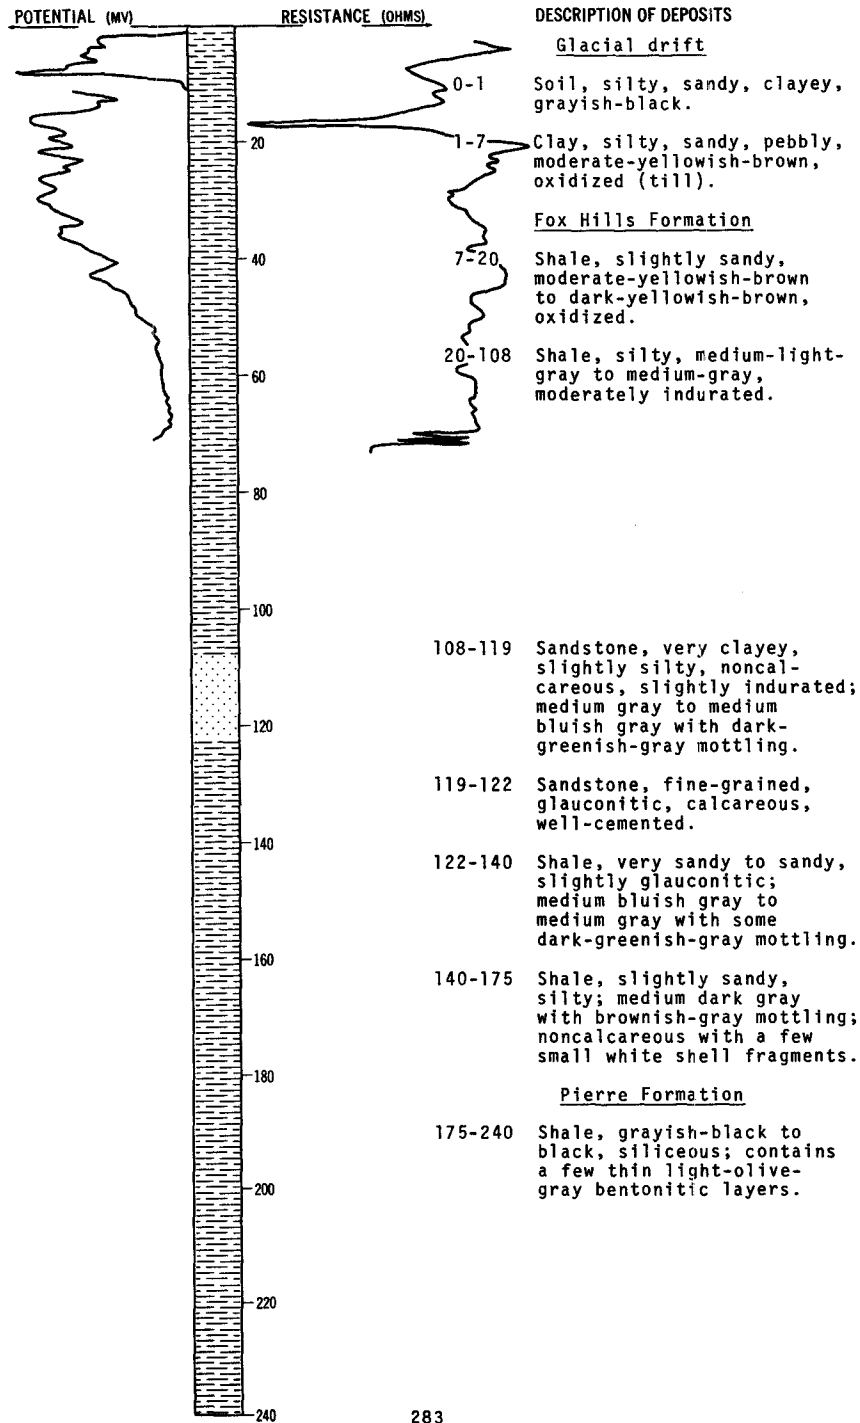 POTENTIAL (MV) RESISTANCE (OHMS) DESCRIPTION OF DEPOSITS
Glacial drift
0-1 Soil, silty, sandy, clayey,
grayish-black.
20
1-7 Clay, silty, sandy, pebbly,
moderate-yellowish-brown,
oxidized (till).
Fox Hills Formation
40
7-20 Shale, slightly sandy,
moderate-yellowish-brown
to dark-yellowish-brown,
oxidized.
20-108 Shale, silty, medium-light-
gray to medium-gray,
moderately indurated.
60
80
100
108-119 Sandstone, very clayey,
slightly silty, noncal-
careous, slightly indurated;
medium gray to medium
bluish gray with dark-
greenish-gray mottling.
120
119-122 Sandstone, fine-grained,
glauconitic, calcareous,
well-cemented.
140
122-140 Shale, very sandy to sandy,
slightly glauconitic;
medium bluish gray to
medium gray with some
dark-greenish-gray mottling.
160
140-175 Shale, slightly sandy,
silty; medium dark gray
with brownish-gray mottling;
noncalcareous with a few
small white shell fragments.
180
Pierre Formation
175-240 Shale, grayish-black to
black, siliceous; contains
a few thin light-olive-
gray bentonitic layers.
200
220
240
283